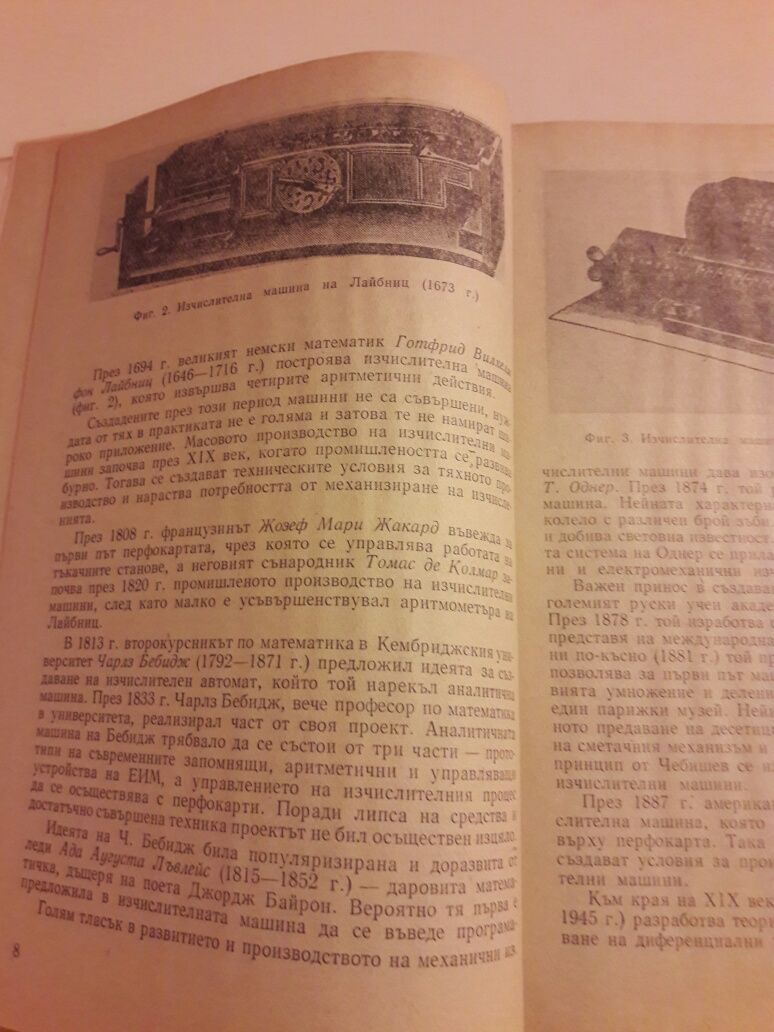 Фиг. 2. Изчислителна машина на Лайбниц (1673 г.)
През 1694 г. великият немски математик Готфрид Вилхелм
фон Лайбниц (1646—1716 г.) построява изчислителна машина
(фиг. 2), която извършва четирите аритметични действия.
Създадените през този период машини не са съвършени, нуж-
дата от тях в практиката не е голяма и затова те не намират ши-
роко приложение. Масовото производство на изчислителни ма-
шини започва през XIX век, когато промишлеността се развива
бурно. Тогава се създават техническите условия за тяхното про-
изводство и нараства потребността от механизиране на изчисле-
нията.
През 1808 г. французинът Жозеф Мари Жакард въвежда за
първи път перфокартата, чрез която се управлява работата на
тъкачните станове, а неговият сънародник Томас де Колмар за-
почва през 1820 г. промишленото производство на изчислителни
машини, след като малко е усъвършенствувал аритмометъра на
Лайбниц.
В 1813 г. второкурсникът по математика в Кембриджския уни-
верситет Чарлз Бебидж (1792—1871 г.) предложил идеята за съз-
даване на изчислителен автомат, който той нарекъл аналитична
машина. През 1833 г. Чарлз Бебидж, вече професор по математика
в университета, реализирал част от своя проект. Аналитичната
машина на Бебидж трябвало да се състои от три части — прото-
типи на съвременните запомнящи, аритметични и управляващи
устройства на ЕИМ, а управлението на изчислителния процес
да се осъществява с перфокарти. Поради липса на средства и
достатъчно съвършена техника проектът не бил осъществен изцяло.
Идеята на Ч. Бебидж била популяризирана и доразвита от
леди Ада Аугуста Лъвлейс (1815—1852 г.) — даровита матема-
тичка, дъщеря на поета Джордж Байрон. Вероятно тя първа е
предложила в изчислителната машина да се въведе програма-
Голям тласък в развитието и производството на механични из-
8
Фиг. 3. Изчислителна
числителни машини дава
Т. Однер. През 1874 г. той
машина. Нейната
колело с различен брой зъби
и добива световна известност
та система на Однер се
ни и електромеханични
Важен принос в
големият руски учен
През 1878 г. той изработва
представя на
ни по-късно (1881 г.) той
позволява за първи път
вията умножение и
един парижки музей.
ното предаване на
на сметачния механизъм и
принцип от Чебишев се
изчислителни машини.
През 1887 г.
слителна машина, която
върху перфокарта. Така
създават условия за
телни машини.
Към края на XIX век
1945 г.) разработва
ване на диференциални